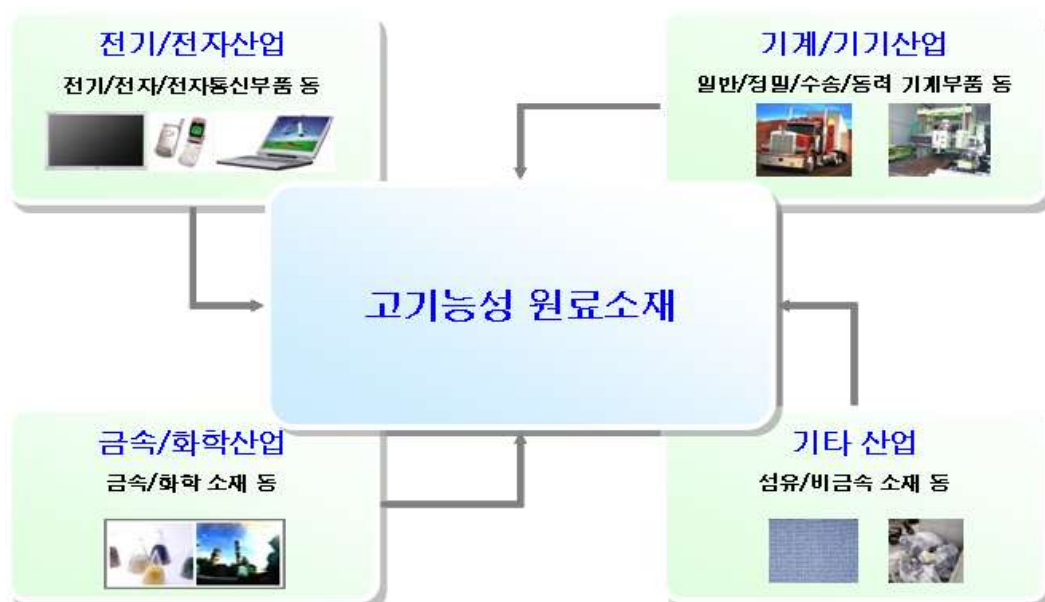 전기/전자산업
전기/전자/전자통신부품 등
기계/기기산업
일반/정밀/수송/동력 기계부품 등
고기능성 원료소재
금속/화학산업
금속/화학 소재 등
기타 산업
섬유/비금속 소재 등